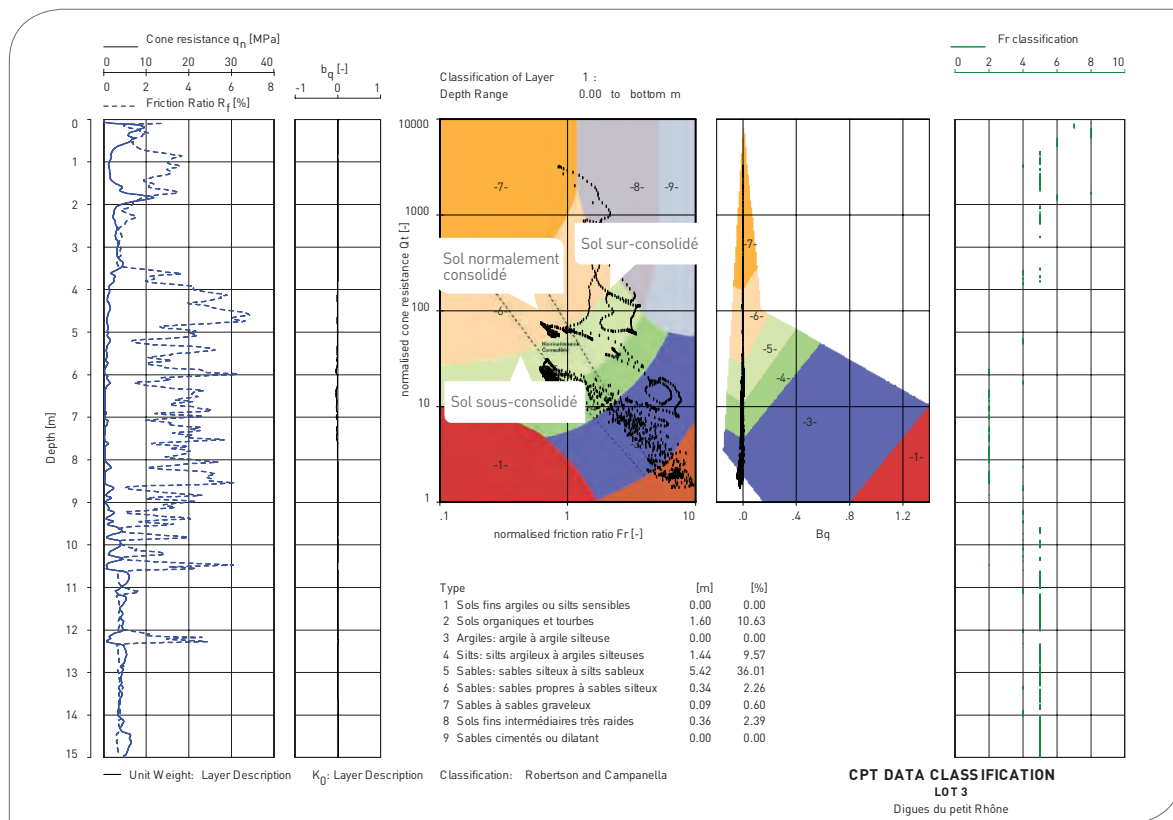 Cone resistance qn [MPa]
0 10 20 30 40
0 2 4 6 8
Friction Ratio Rf [%]
bq [-]
-1 0 1
Classification of Layer 1 :
Depth Range 0.00 to bottom m
Fr classification
0 2 4 6 8 10
Depth [m]
0
1
2
3
4
5
6
7
8
9
10
11
12
13
14
15
normalised cone resistance Qt [-]
10000
1000
100
10
1
-7-
-8-
-9-
Sol normalement
consolidé
Sol sur-consolidé
-6-
Normalement
Consolidé
Sol sous-consolidé
-1-
.1 1 10
normalised friction ratio Fr [-]
-7-
-6-
-5-
-4-
-3-
-1-
.0 .4 .8 1.2
Bq
Type [m] [%]
1 Sols fins argiles ou silts sensibles 0.00 0.00
2 Sols organiques et tourbes 1.60 10.63
3 Argiles: argile à argile silteuse 0.00 0.00
4 Silts: silts argileux à argiles silteuses 1.44 9.57
5 Sables: sables silteux à silts sableux 5.42 36.01
6 Sables: sables propres à sables silteux 0.34 2.26
7 Sables à sables graveleux 0.09 0.60
8 Sols fins intermédiaires très raides 0.36 2.39
9 Sables cimentés ou dilatant 0.00 0.00
Unit Weight: Layer Description K0: Layer Description Classification: Robertson and Campanella
CPT DATA CLASSIFICATION
LOT 3
Digues du petit Rhône